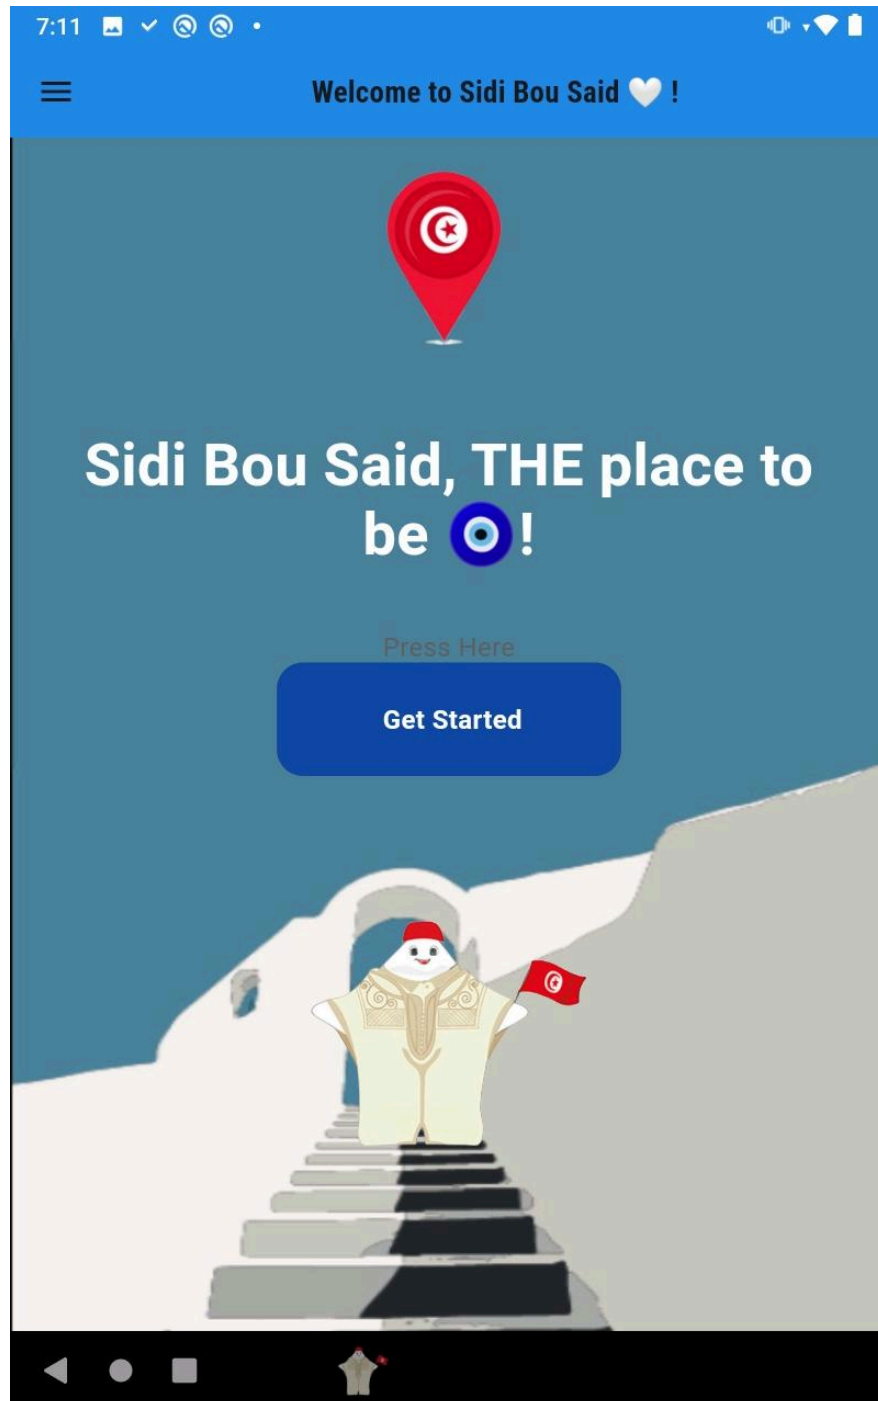 7:11
Welcome to Sidi Bou Said 🤍 !
Sidi Bou Said, THE place to
be 🧿!
Press Here
Get Started